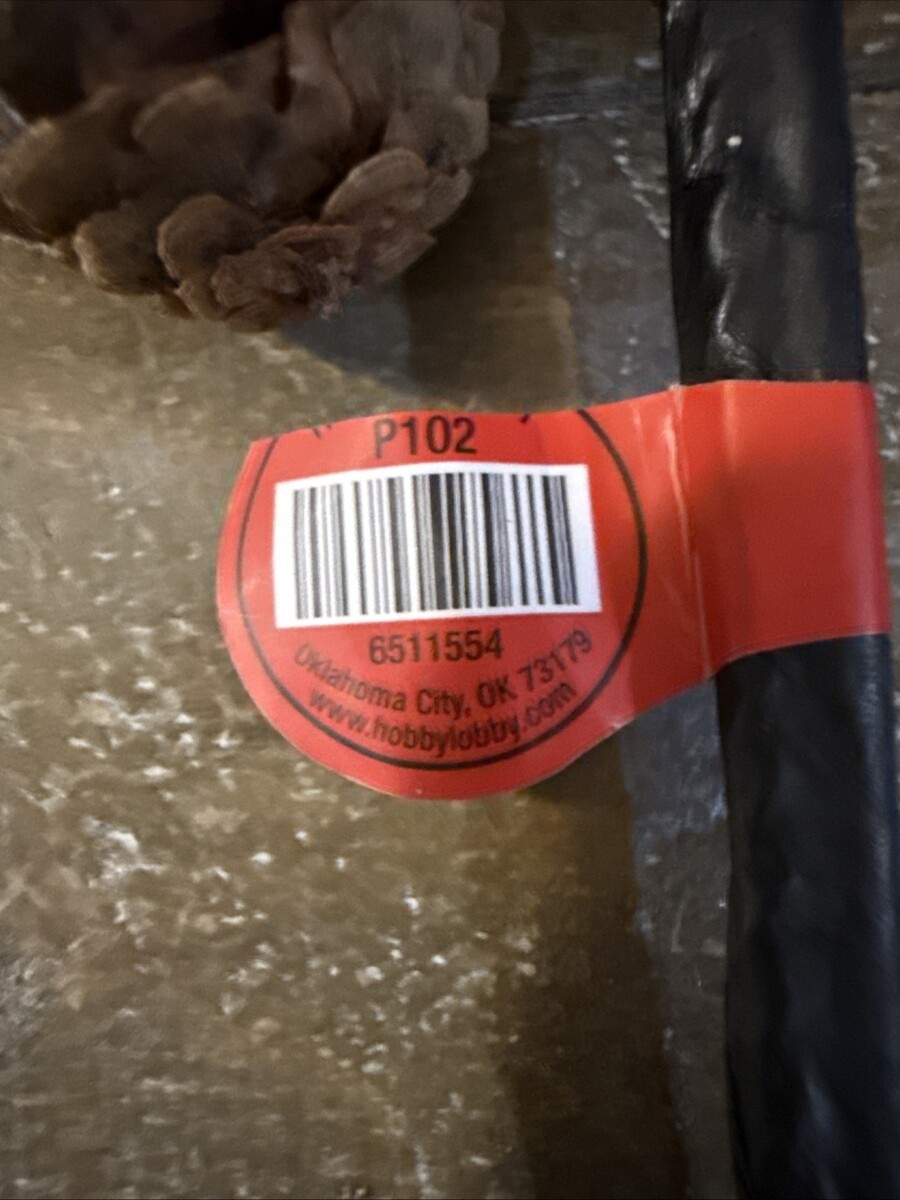 P102
6511554
Oklahoma City, OK 73179
www.hobbylobby.com